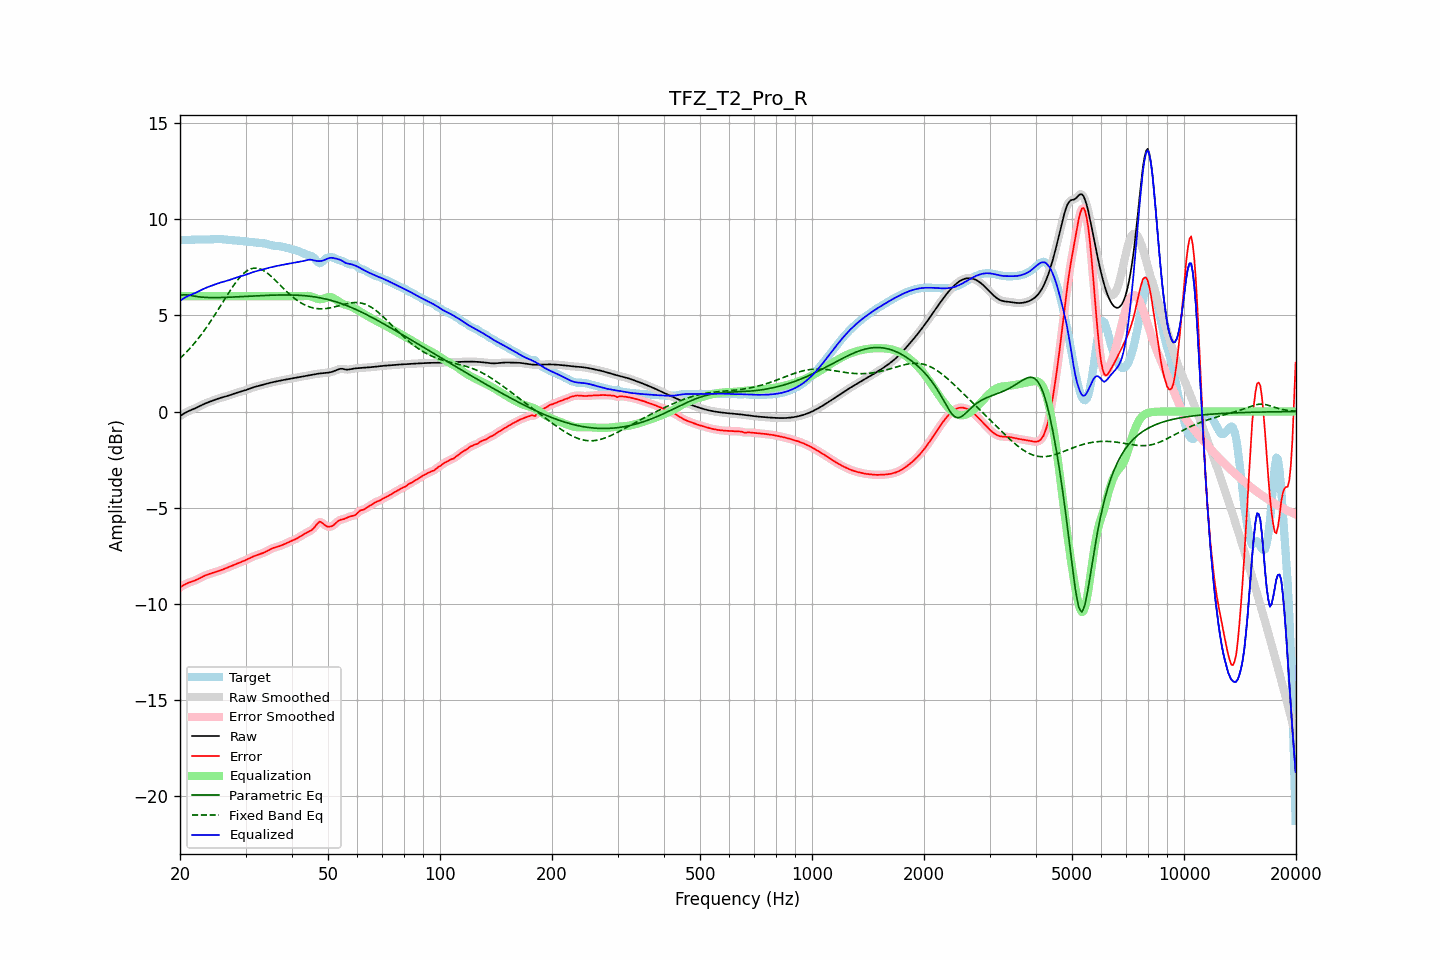 TFZ_T2_Pro_R
15
10
5
0
−5
−10
−15
−20
Amplitude (dBr)
Target
Raw Smoothed
Error Smoothed
Raw
Error
Equalization
Parametric Eq
Fixed Band Eq
Equalized
20 50 100 200 500 1000 2000 5000 10000 20000
Frequency (Hz)